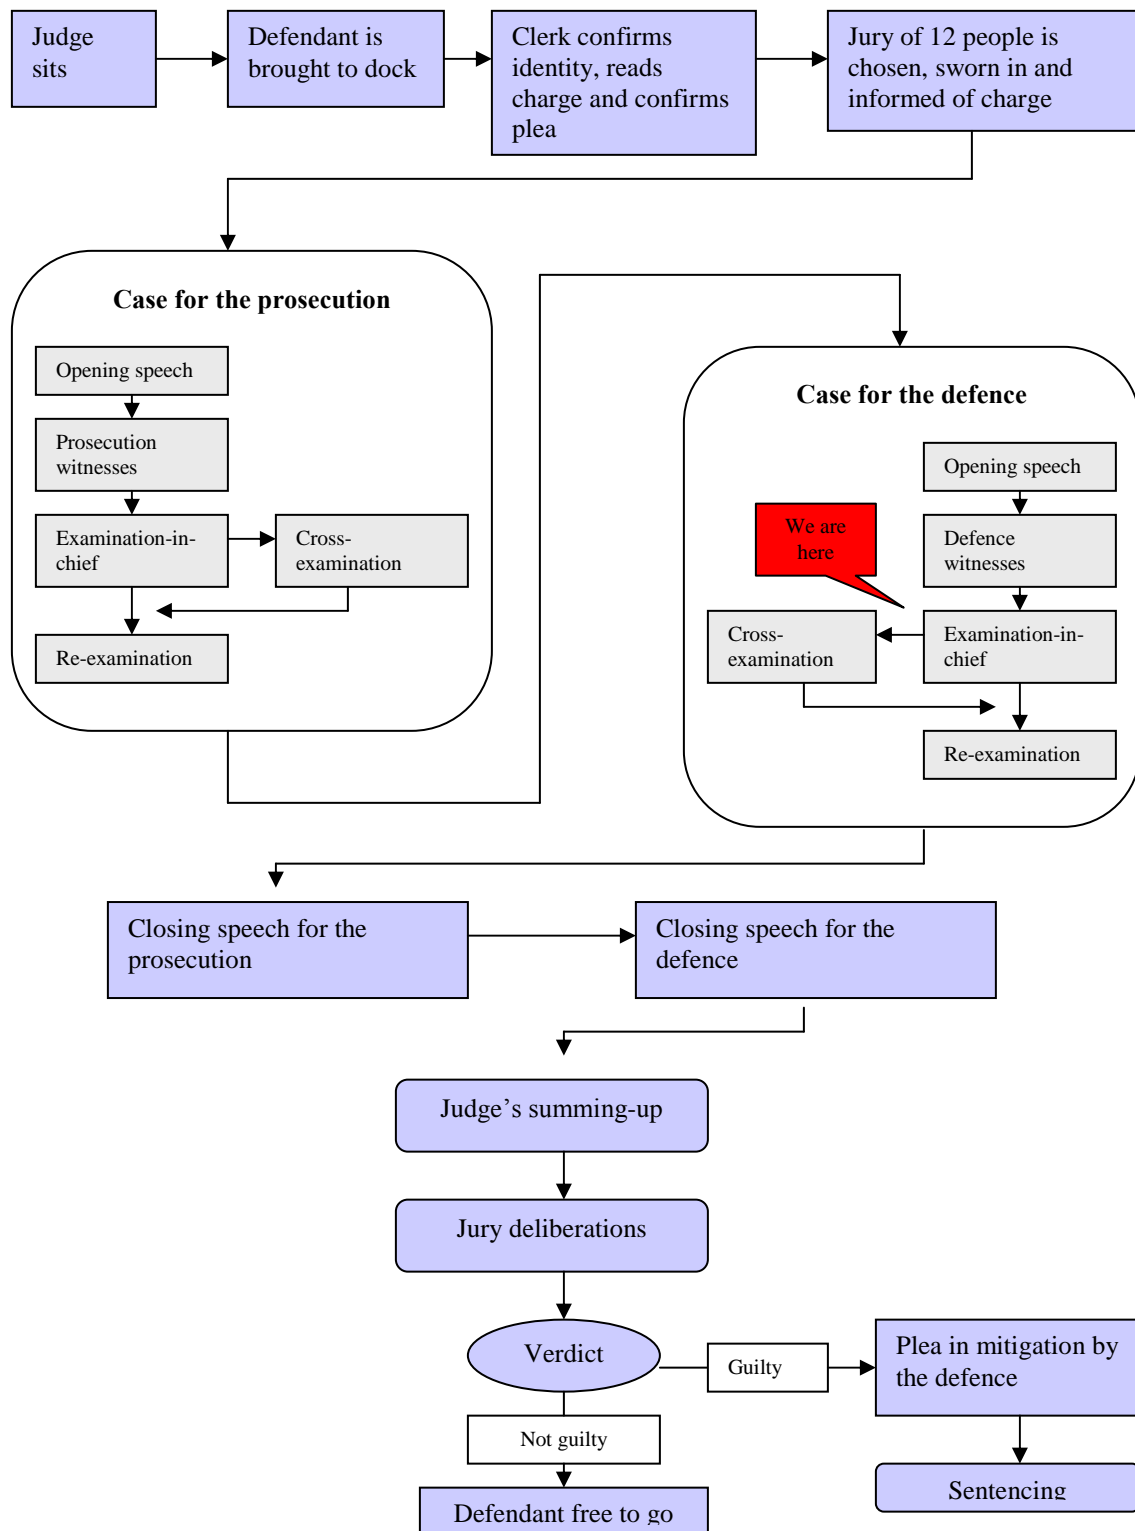 Judge
sits
Defendant is
brought to dock
Clerk confirms
identity, reads
charge and confirms
plea
Jury of 12 people is
chosen, sworn in and
informed of charge
Case for the prosecution
Opening speech
Prosecution
witnesses
Examination-in-
chief
Cross-
examination
Re-examination
Case for the defence
Opening speech
We are
here
Defence
witnesses
Cross-
examination
Examination-in-
chief
Re-examination
Closing speech for the
prosecution
Closing speech for the
defence
Judge’s summing-up
Jury deliberations
Verdict
Guilty
Plea in mitigation by
the defence
Not guilty
Sentencing
Defendant free to go